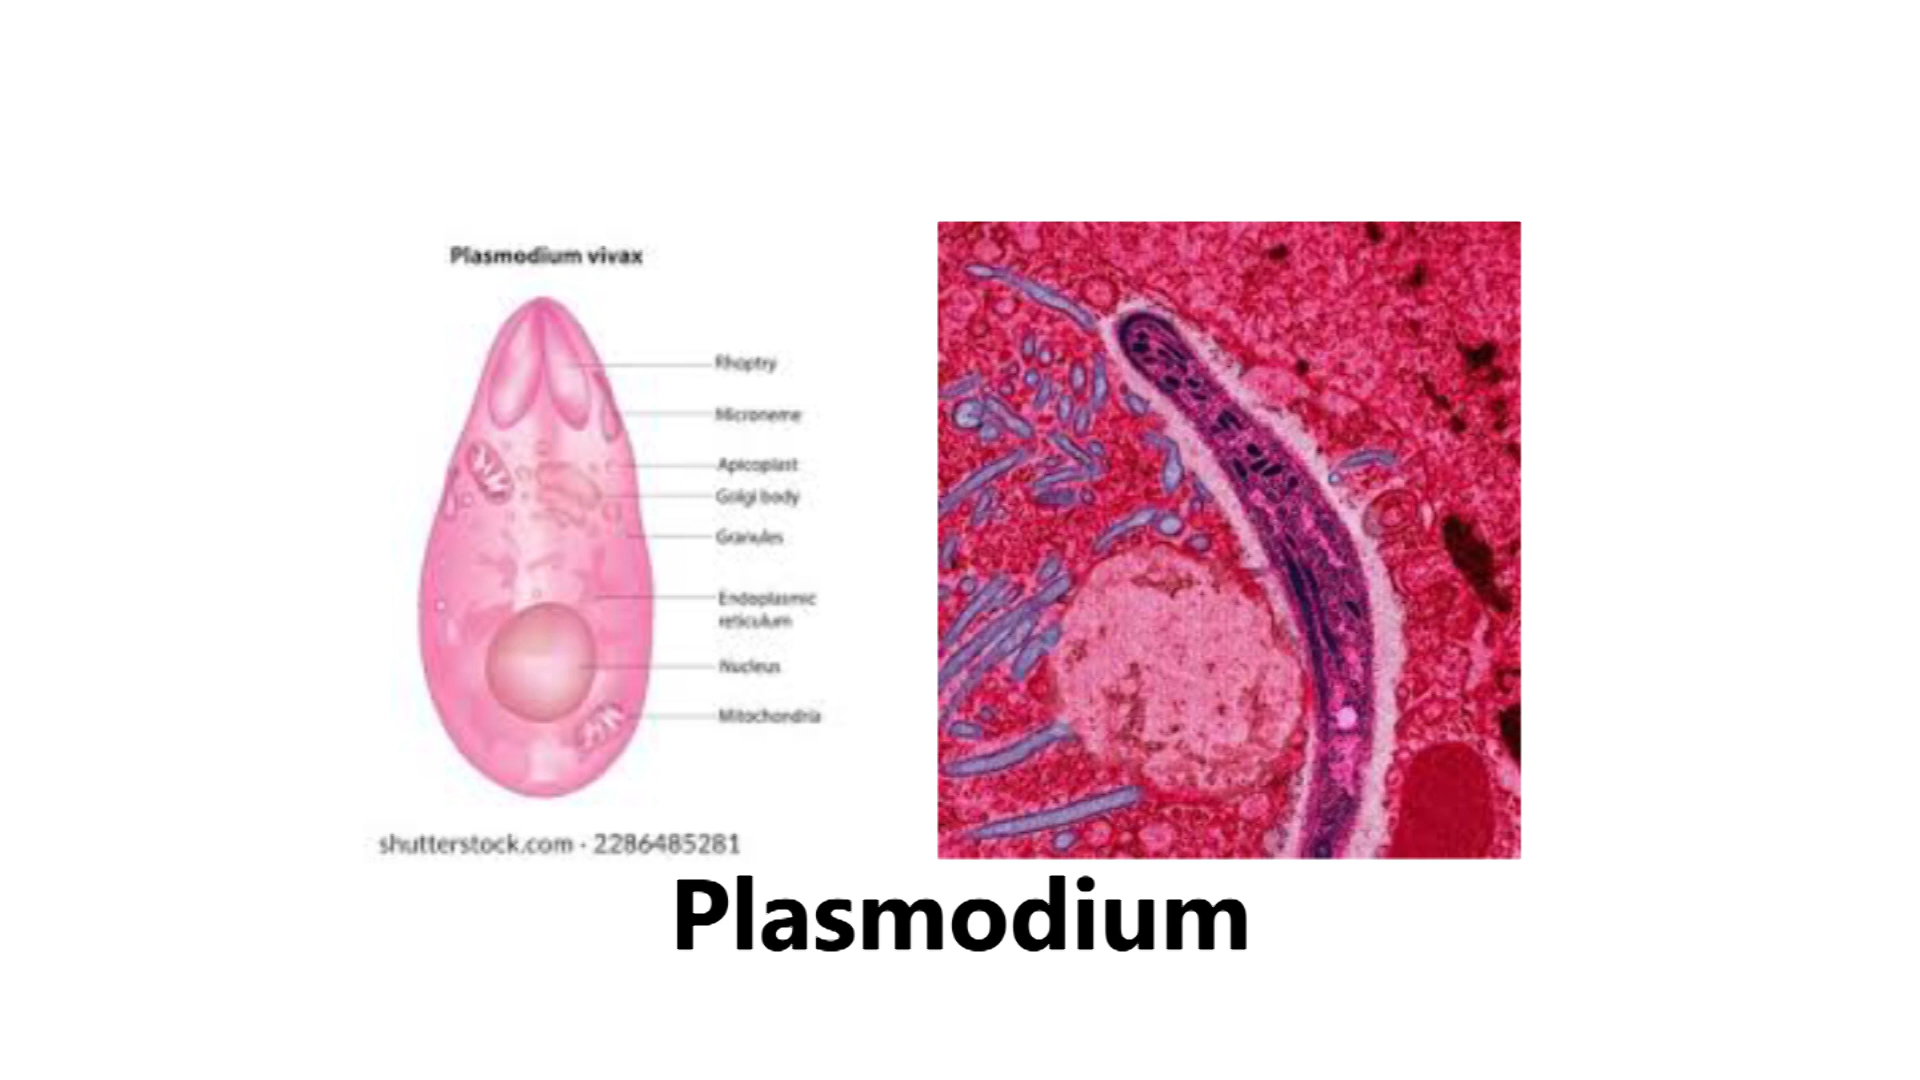 Plasmodium vivax
Rhoptry
Microneme
Apicoplast
Golgi body
Granules
Endoplasmic
reticulum
Nucleus
Mitochondria
shutterstock.com · 2286485281
Plasmodium